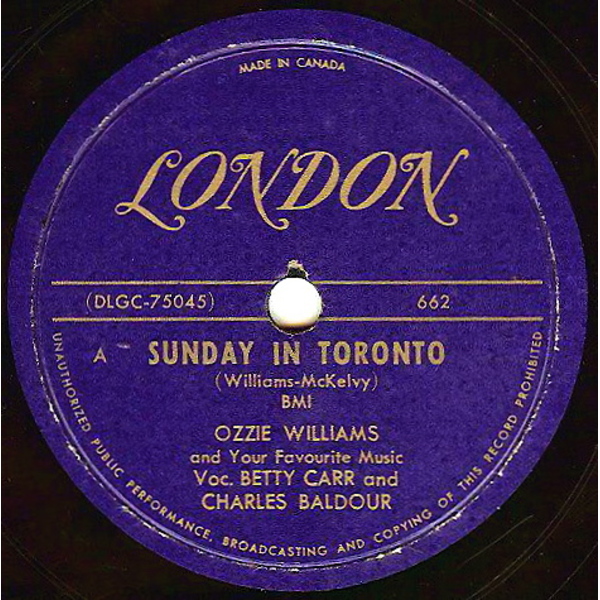 MADE IN CANADA
LONDON
(DLGC-75045) 662
A SUNDAY IN TORONTO
(Williams-McKelvy)
BMI
OZZIE WILLIAMS
and Your Favourite Music
Voc. BETTY CARR and
CHARLES BALDOUR
UNAUTHORIZED PUBLIC PERFORMANCE, BROADCASTING AND COPYING OF THIS RECORD PROHIBITED